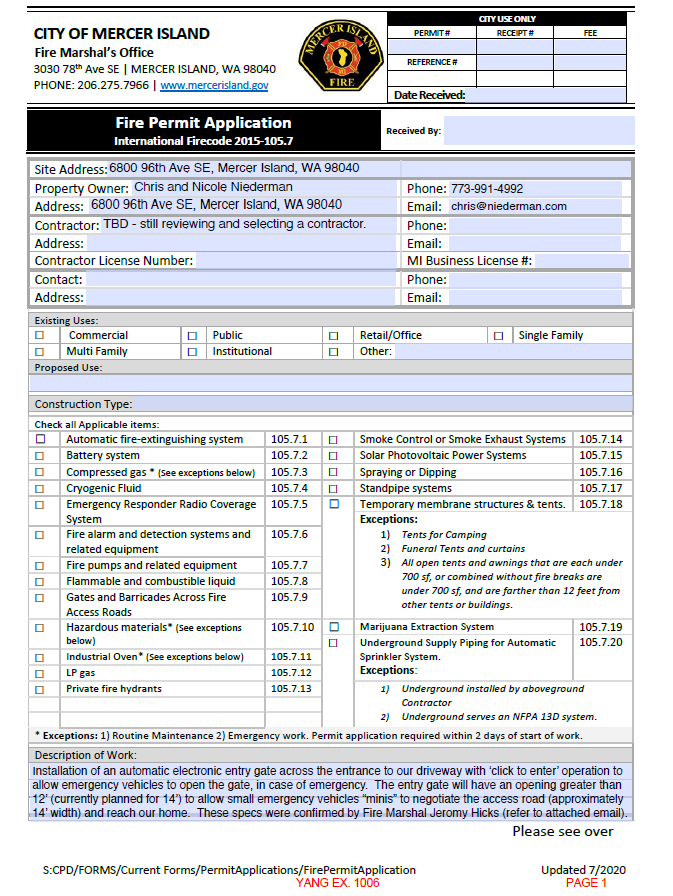 CITY OF MERCER ISLAND
Fire Marshal's Office
3030 78th Ave SE | MERCER ISLAND, WA 98040
PHONE: 206.275.7966 | www.mercerisland.gov
MERCER ISLAND
FD
MI
FIRE
CITY USE ONLY
PERMIT# RECEIPT # FEE
REFERENCE #
Date Received:
Fire Permit Application
International Firecode 2015-105.7
Received By:
Site Address: 6800 96th Ave SE, Mercer Island, WA 98040
Property Owner: Chris and Nicole Niederman Phone: 773-991-4992
Address: 6800 96th Ave SE, Mercer Island, WA 98040 Email: chris@niederman.com
Contractor: TBD - still reviewing and selecting a contractor. Phone:
Address: Email:
Contractor License Number: MI Business License #:
Contact: Phone:
Address: Email:
Existing Uses:
☐ Commercial ☐ Public ☐ Retail/Office ☐ Single Family
☐ Multi Family ☐ Institutional ☐ Other:
Proposed Use:
Construction Type:
Check all Applicable items:
☐ Automatic fire-extinguishing system 105.7.1 ☐ Smoke Control or Smoke Exhaust Systems 105.7.14
☐ Battery system 105.7.2 ☐ Solar Photovoltaic Power Systems 105.7.15
☐ Compressed gas * (See exceptions below) 105.7.3 ☐ Spraying or Dipping 105.7.16
☐ Cryogenic Fluid 105.7.4 ☐ Standpipe systems 105.7.17
☐ Emergency Responder Radio Coverage 105.7.5 ☐ Temporary membrane structures & tents. 105.7.18
System
Exceptions:
☐ Fire alarm and detection systems and 105.7.6
related equipment
1) Tents for Camping
2) Funeral Tents and curtains
3) All open tents and awnings that are each under
700 sf, or combined without fire breaks are
under 700 sf, and are farther than 12 feet from
other tents or buildings.
☐ Fire pumps and related equipment 105.7.7
☐ Flammable and combustible liquid 105.7.8
☐ Gates and Barricades Across Fire 105.7.9
Access Roads
☐ Hazardous materials* (See exceptions 105.7.10 ☐ Marijuana Extraction System 105.7.19
below)
☐ Underground Supply Piping for Automatic 105.7.20
Sprinkler System.
Exceptions:
☐ Industrial Oven* (See exceptions below) 105.7.11
☐ LP gas 105.7.12
☐ Private fire hydrants 105.7.13
1) Underground installed by aboveground
Contractor
2) Underground serves an NFPA 13D system.
* Exceptions: 1) Routine Maintenance 2) Emergency work. Permit application required within 2 days of start of work.
Description of Work:
Installation of an automatic electronic entry gate across the entrance to our driveway with 'click to enter' operation to
allow emergency vehicles to open the gate, in case of emergency. The entry gate will have an opening greater than
12' (currently planned for 14') to allow small emergency vehicles "minis" to negotiate the access road (approximately
14' width) and reach our home. These specs were confirmed by Fire Marshal Jeromy Hicks (refer to attached email).
Please see over
S:CPD/FORMS/Current Forms/PermitApplications/FirePermitApplication Updated 7/2020
YANG EX. 1006 PAGE 1